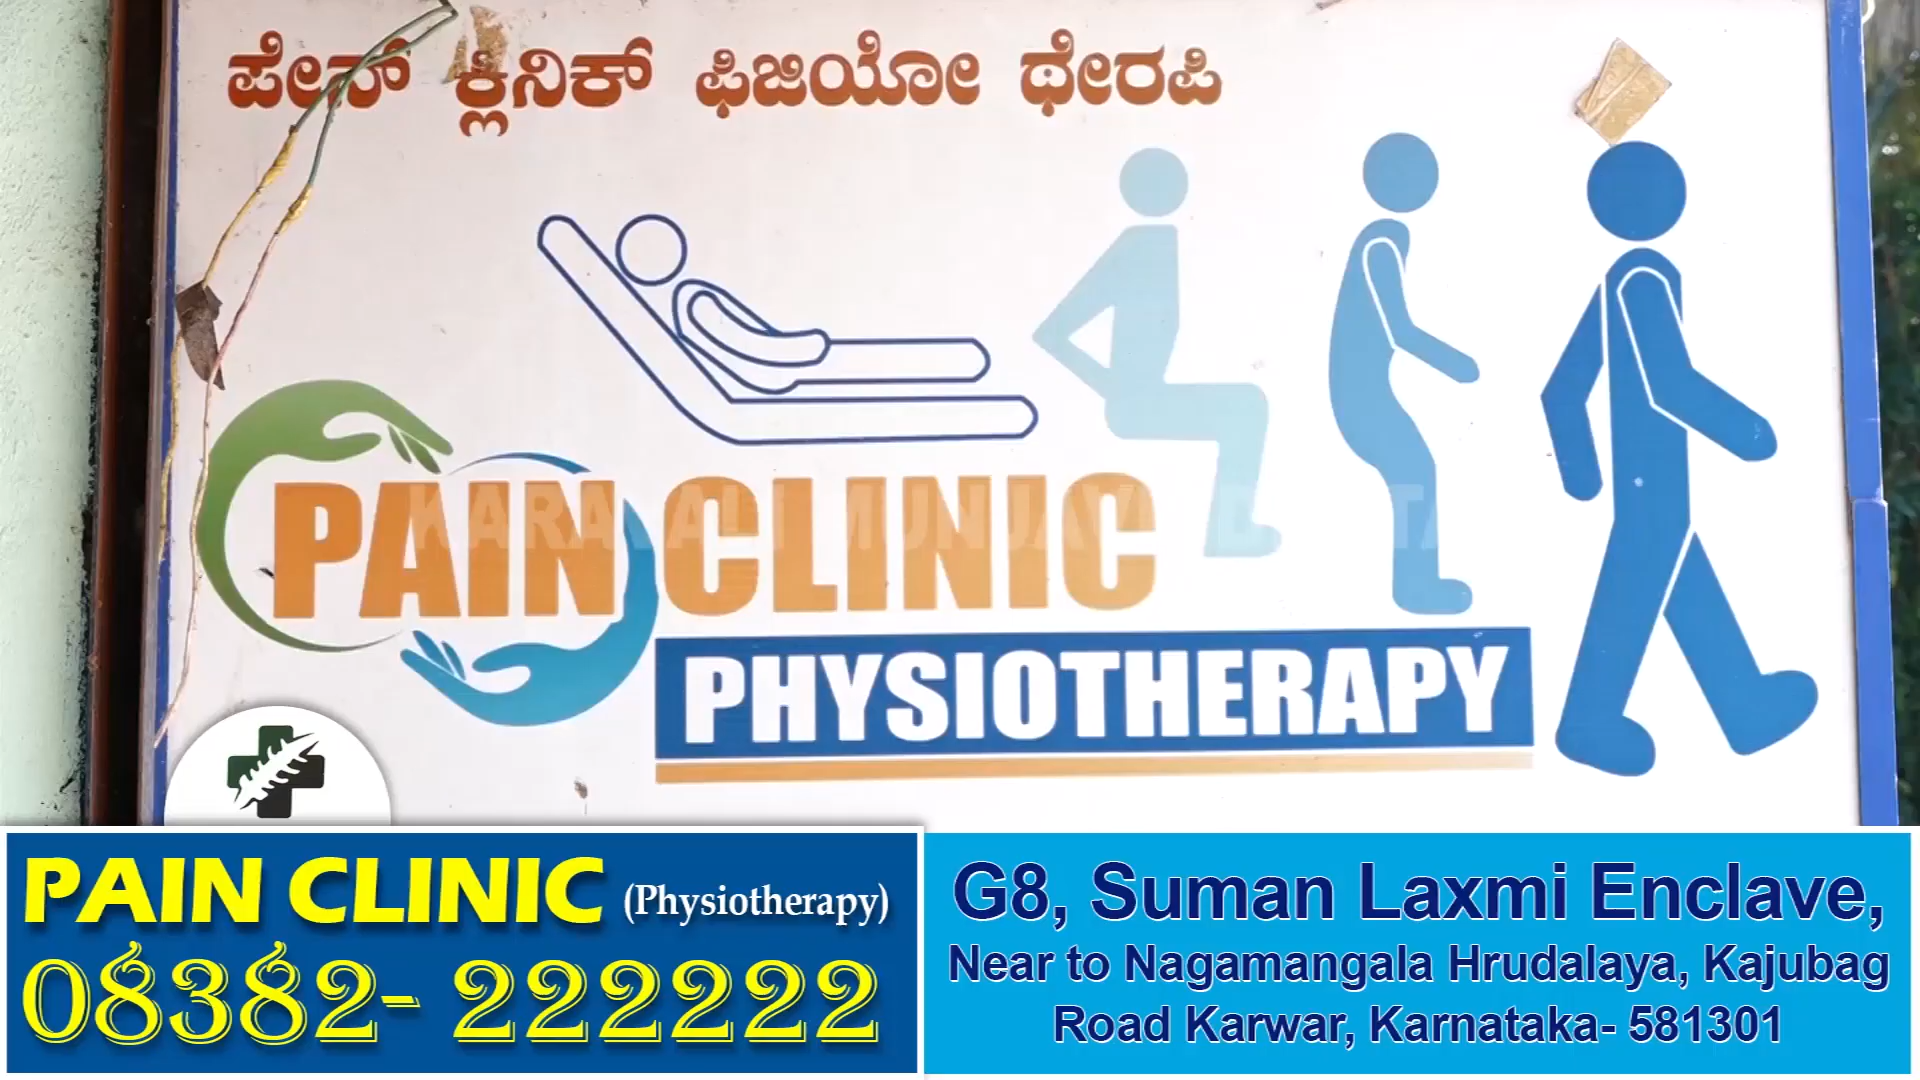 ಪೇನ್ ಕ್ಲಿನಿಕ್ ಫಿಜಿಯೋ ಥೇರಪಿ
PAIN CLINIC
PHYSIOTHERAPY
PAIN CLINIC (Physiotherapy)
08382- 222222
G8, Suman Laxmi Enclave,
Near to Nagamangala Hrudalaya, Kajubag
Road Karwar, Karnataka- 581301